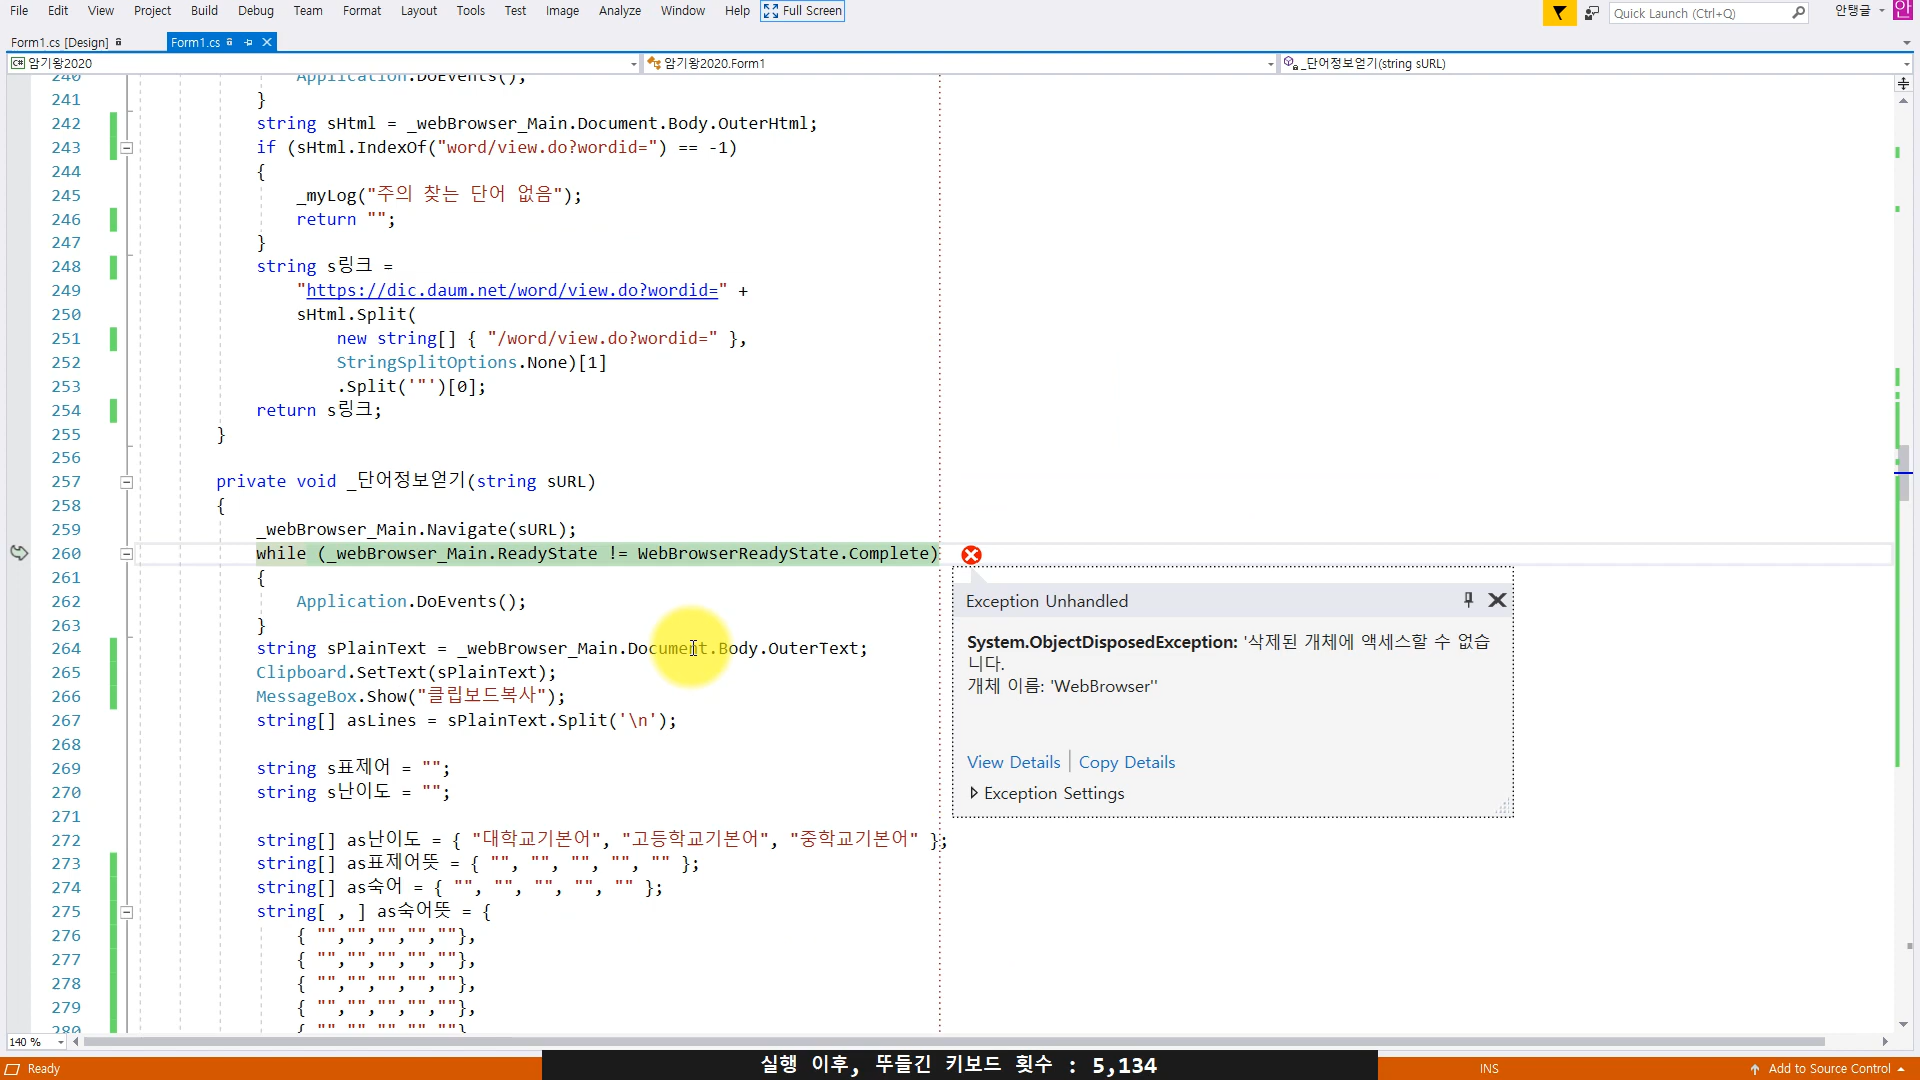 File Edit View Project Build Debug Team Format Layout Tools Test Image Analyze Window Help Full Screen Quick Launch (Ctrl+Q) 안탱글 안
Form1.cs [Design] Form1.cs
C# 암기왕2020 암기왕2020.Form1 _단어정보얻기(string sURL)
240 Application.DoEvents();
241 }
242 string sHtml = _webBrowser_Main.Document.Body.OuterHtml;
243 if (sHtml.IndexOf("word/view.do?wordid=") == -1)
244 {
245 _myLog("주의 찾는 단어 없음");
246 return "";
247 }
248 string s링크 =
249 "https://dic.daum.net/word/view.do?wordid=" +
250 sHtml.Split(
251 new string[] { "/word/view.do?wordid=" },
252 StringSplitOptions.None)[1]
253 .Split('"')[0];
254 return s링크;
255 }
256
257 private void _단어정보얻기(string sURL)
258 {
259 _webBrowser_Main.Navigate(sURL);
260 while (_webBrowser_Main.ReadyState != WebBrowserReadyState.Complete)
261 {
262 Application.DoEvents();
263 }
264 string sPlainText = _webBrowser_Main.Document.Body.OuterText;
265 Clipboard.SetText(sPlainText);
266 MessageBox.Show("클립보드복사");
267 string[] asLines = sPlainText.Split('\n');
268
269 string s표제어 = "";
270 string s난이도 = "";
271
272 string[] as난이도 = { "대학교기본어", "고등학교기본어", "중학교기본어" };
273 string[] as표제어뜻 = { "", "", "", "", "" };
274 string[] as숙어 = { "", "", "", "", "" };
275 string[ , ] as숙어뜻 = {
276 { "","","","",""},
277 { "","","","",""},
278 { "","","","",""},
279 { "","","","",""},
280 { "","","","",""}
Exception Unhandled
System.ObjectDisposedException: '삭제된 개체에 액세스할 수 없습
니다.
개체 이름: 'WebBrowser''
View Details Copy Details
Exception Settings
140 %
Ready 실행 이후, 뚜들긴 키보드 횟수 : 5,134 INS Add to Source Control